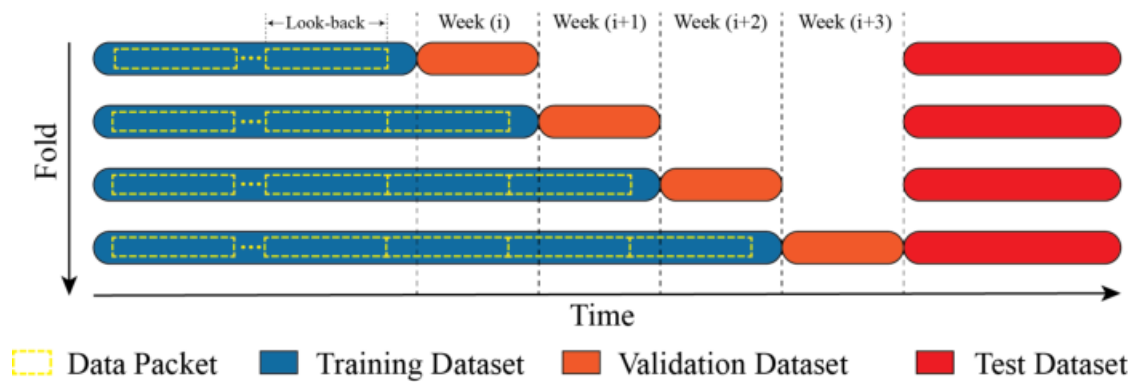 Look-back Week (i) Week (i+1) Week (i+2) Week (i+3)
Fold
Time
Data Packet Training Dataset Validation Dataset Test Dataset